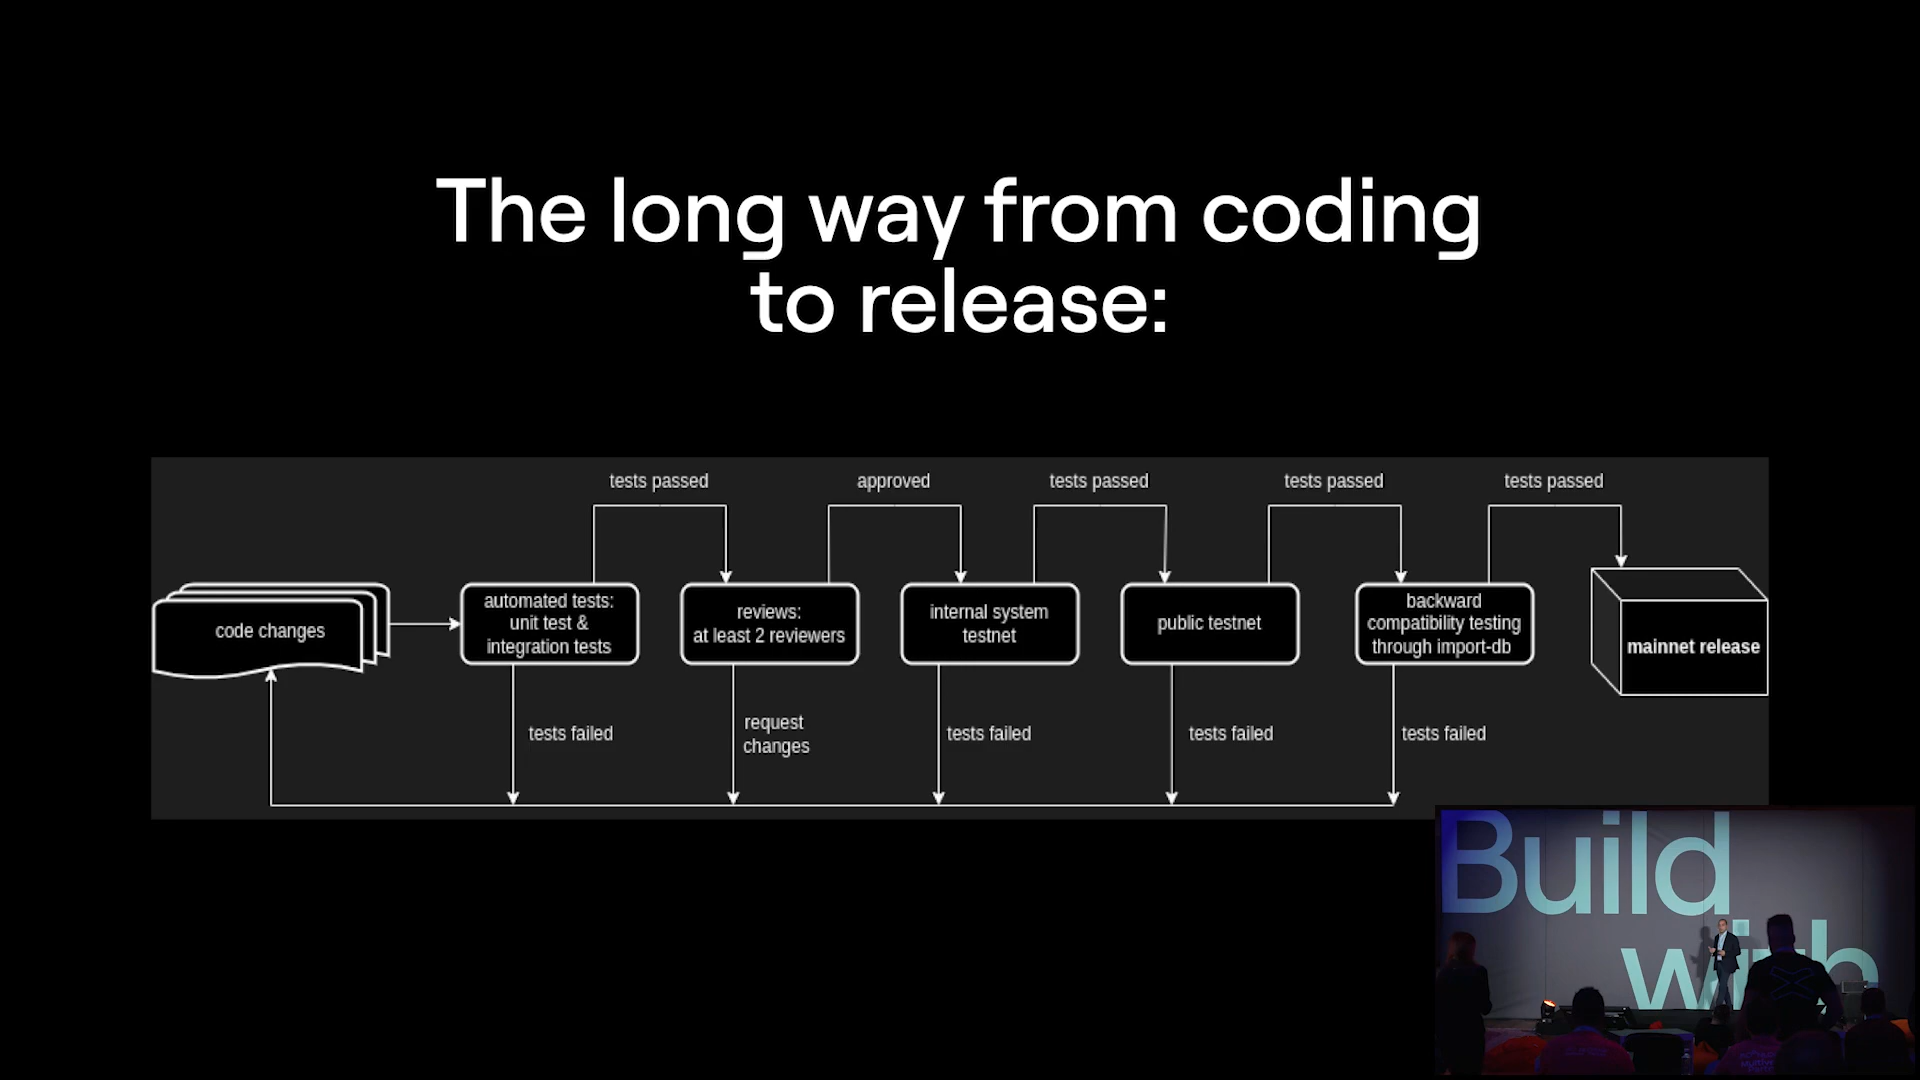 The long way from coding
to release:
tests passed
approved
tests passed
tests passed
tests passed
code changes
automated tests:
unit test &
integration tests
reviews:
at least 2 reviewers
internal system
testnet
public testnet
backward
compatibility testing
through import-db
mainnet release
tests failed
request
changes
tests failed
tests failed
tests failed
Build
with